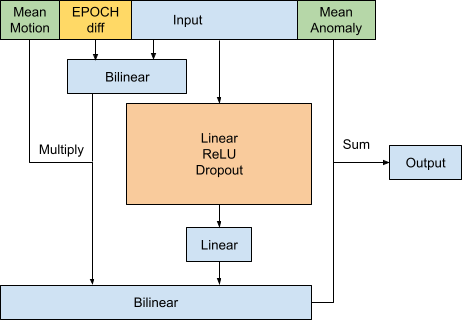 Mean
Motion
EPOCH
diff
Input
Mean
Anomaly
Bilinear
Linear
ReLU
Dropout
Multiply
Sum
Output
Linear
Bilinear